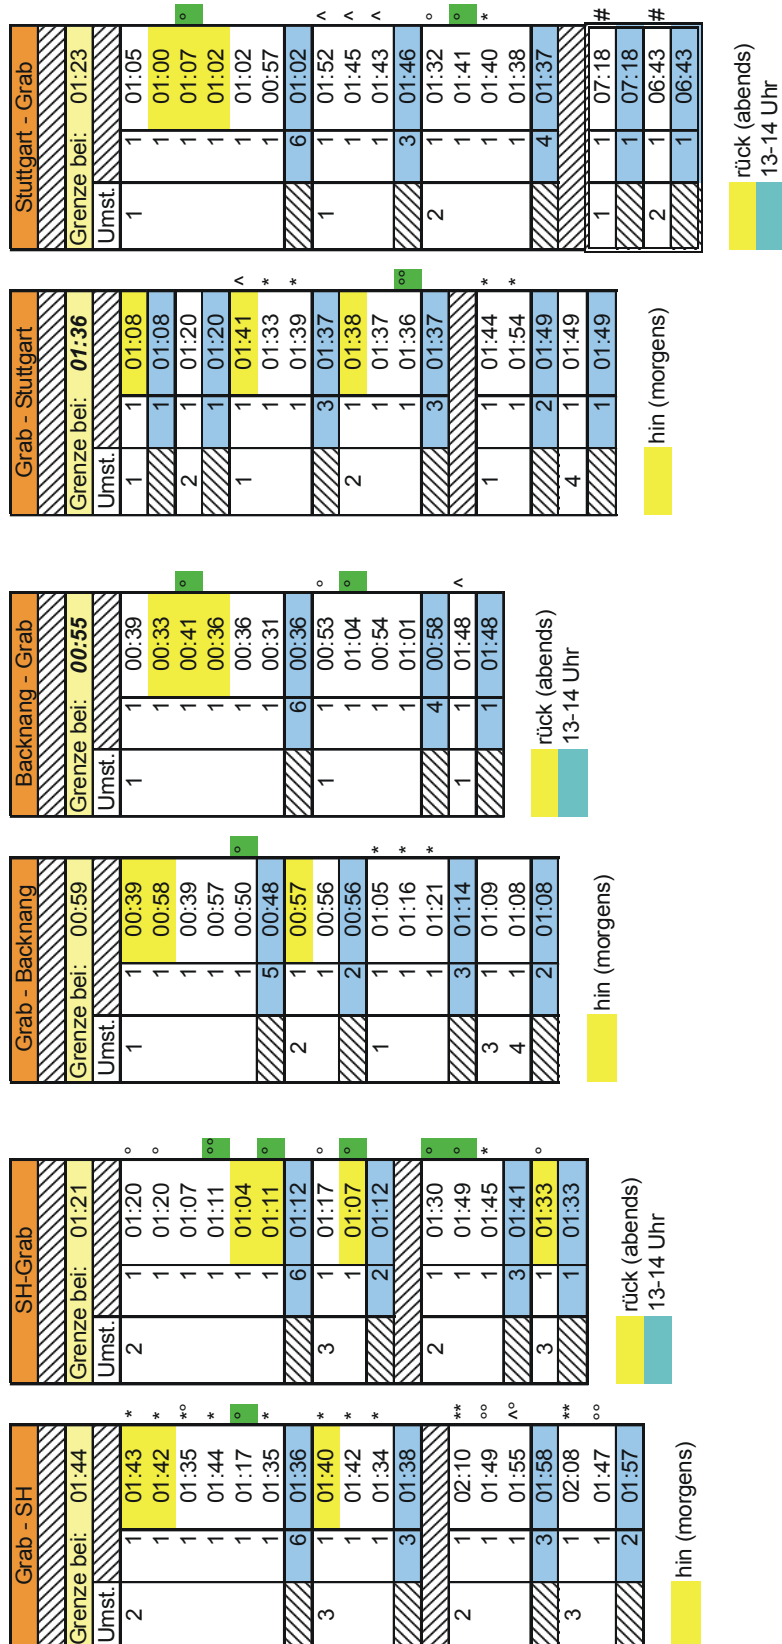 Grab - SH
Grenze bei: 01:44
Umst.
2 1 01:43 *
1 01:42 *
1 01:35 *°
1 01:44 *
1 01:17 °
1 01:35 *
6 01:36
3 1 01:40 *
1 01:42 *
1 01:34 *
3 01:38
2 1 02:10 **
1 01:49 °°
1 01:55 ^°
3 01:58
3 1 02:08 **
1 01:47 °°
2 01:57
hin (morgens)
SH-Grab
Grenze bei: 01:21
Umst.
2 1 01:20 °
1 01:20 °
1 01:07
1 01:11 °°
1 01:04
1 01:11 °
6 01:12
3 1 01:17 °
1 01:07 °
2 01:12
2 1 01:30 °
1 01:49 °
1 01:45 *
3 01:41
3 1 01:33 °
1 01:33
rück (abends)
13-14 Uhr
Grab - Backnang
Grenze bei: 00:59
Umst.
1 1 00:39
1 00:58
1 00:39
1 00:57
1 00:50 °
5 00:48
2 1 00:57
1 00:56
2 00:56
1 1 01:05 *
1 01:16 *
1 01:21 *
3 01:14
3 1 01:09
4 1 01:08
2 01:08
hin (morgens)
Backnang - Grab
Grenze bei: 00:55
Umst.
1 1 00:39
1 00:33
1 00:41 °
1 00:36
1 00:36
1 00:31
6 00:36
1 1 00:53 °
1 01:04 °
1 00:54
1 01:01
4 00:58
1 1 01:48 ^
1 01:48
rück (abends)
13-14 Uhr
Grab - Stuttgart
Grenze bei: 01:36
Umst.
1 1 01:08
1 01:08
2 1 01:20
1 01:20
1 1 01:41 ^
1 01:33 *
1 01:39 *
3 01:37
2 1 01:38
1 01:37
1 01:36 °°
3 01:37
1 1 01:44 *
1 01:54 *
2 01:49
4 1 01:49
1 01:49
hin (morgens)
Stuttgart - Grab
Grenze bei: 01:23
Umst.
1 1 01:05
1 01:00
1 01:07 °
1 01:02
1 01:02
1 00:57
6 01:02
1 1 01:52 ^
1 01:45 ^
1 01:43 ^
3 01:46
2 1 01:32 °
1 01:41 °
1 01:40 *
1 01:38
4 01:37
1 1 07:18 #
1 07:18
2 1 06:43 #
1 06:43
rück (abends)
13-14 Uhr